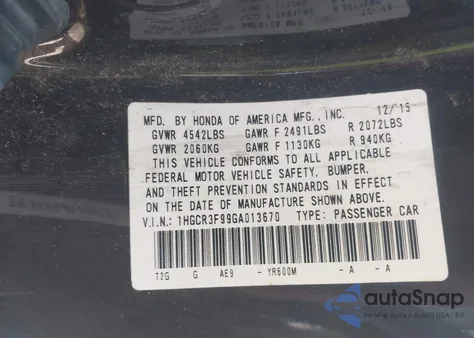 MFD. BY HONDA OF AMERICA MFG., INC. 12/'15
GVWR 4542LBS GAWR F 2491LBS R 2072LBS
GVWR 2060KG GAWR F 1130KG R 940KG
THIS VEHICLE CONFORMS TO ALL APPLICABLE
FEDERAL MOTOR VEHICLE SAFETY, BUMPER,
AND THEFT PREVENTION STANDARDS IN EFFECT
ON THE DATE OF MANUFACTURE SHOWN ABOVE.
V.I.N.: 1HGCR3F99GA013670 TYPE: PASSENGER CAR
T2G G AE9 - YR600M - A - A
autoSnap